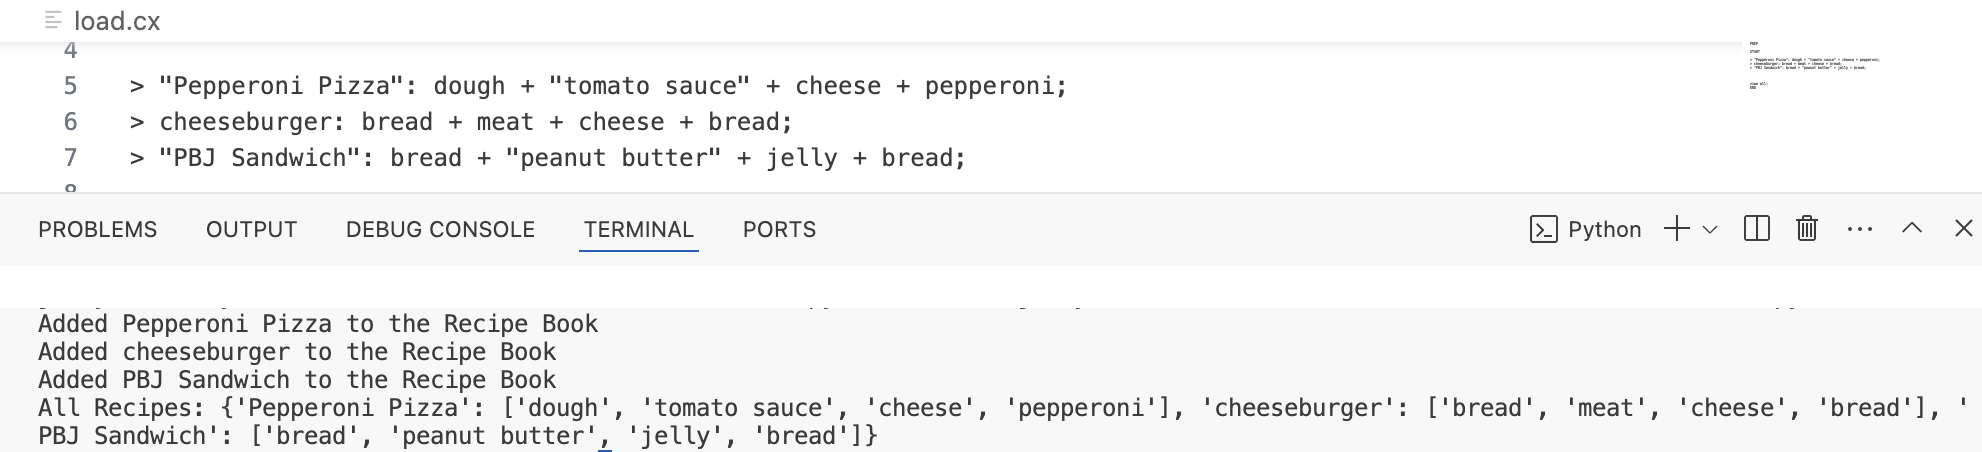 load.cx
4
5 > "Pepperoni Pizza": dough + "tomato sauce" + cheese + pepperoni;
6 > cheeseburger: bread + meat + cheese + bread;
7 > "PBJ Sandwich": bread + "peanut butter" + jelly + bread;
8
PROBLEMS OUTPUT DEBUG CONSOLE TERMINAL PORTS Python
Added Pepperoni Pizza to the Recipe Book
Added cheeseburger to the Recipe Book
Added PBJ Sandwich to the Recipe Book
All Recipes: {'Pepperoni Pizza': ['dough', 'tomato sauce', 'cheese', 'pepperoni'], 'cheeseburger': ['bread', 'meat', 'cheese', 'bread'], '
PBJ Sandwich': ['bread', 'peanut butter', 'jelly', 'bread']}